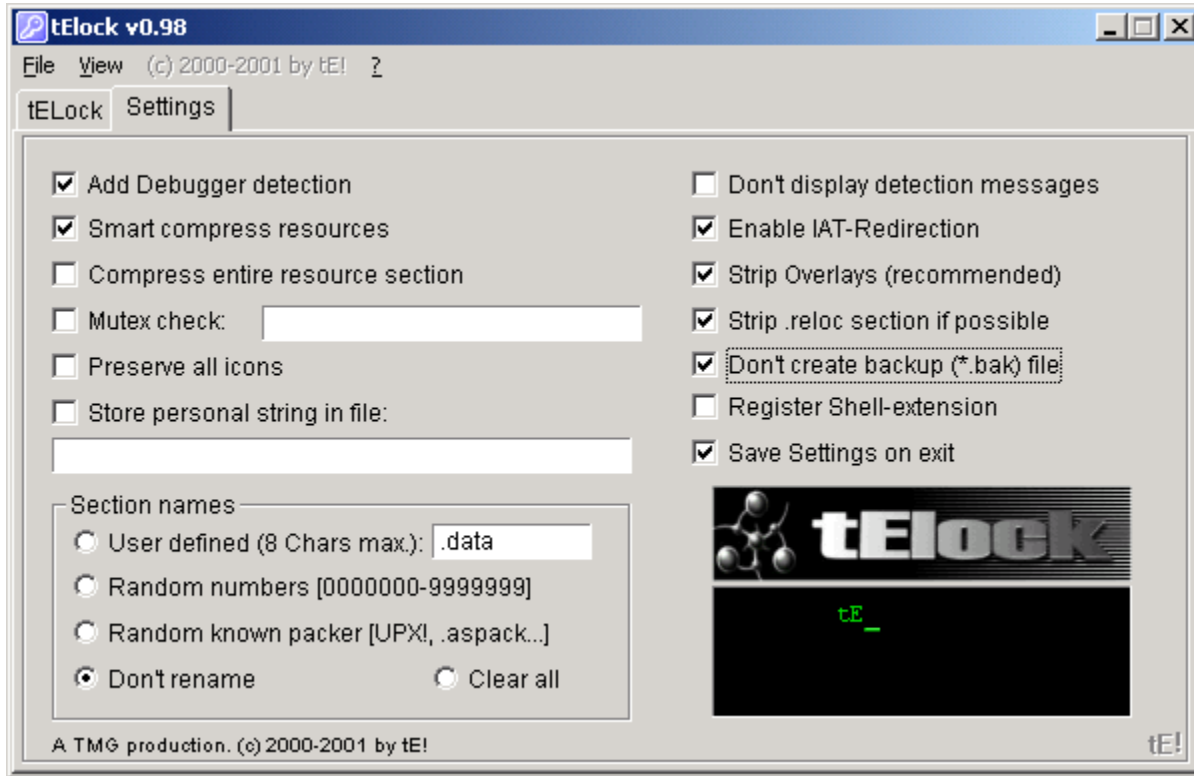 tElock v0.98
File View (c) 2000-2001 by tE! ?
tELock Settings
Add Debugger detection
Smart compress resources
Compress entire resource section
Mutex check:
Preserve all icons
Store personal string in file:
Don't display detection messages
Enable IAT-Redirection
Strip Overlays (recommended)
Strip .reloc section if possible
Don't create backup (*.bak) file
Register Shell-extension
Save Settings on exit
Section names
User defined (8 Chars max.): .data
Random numbers [0000000-9999999]
Random known packer [UPX!, .aspack...]
Don't rename Clear all
tElock
tE_
A TMG production. (c) 2000-2001 by tE!
tE!